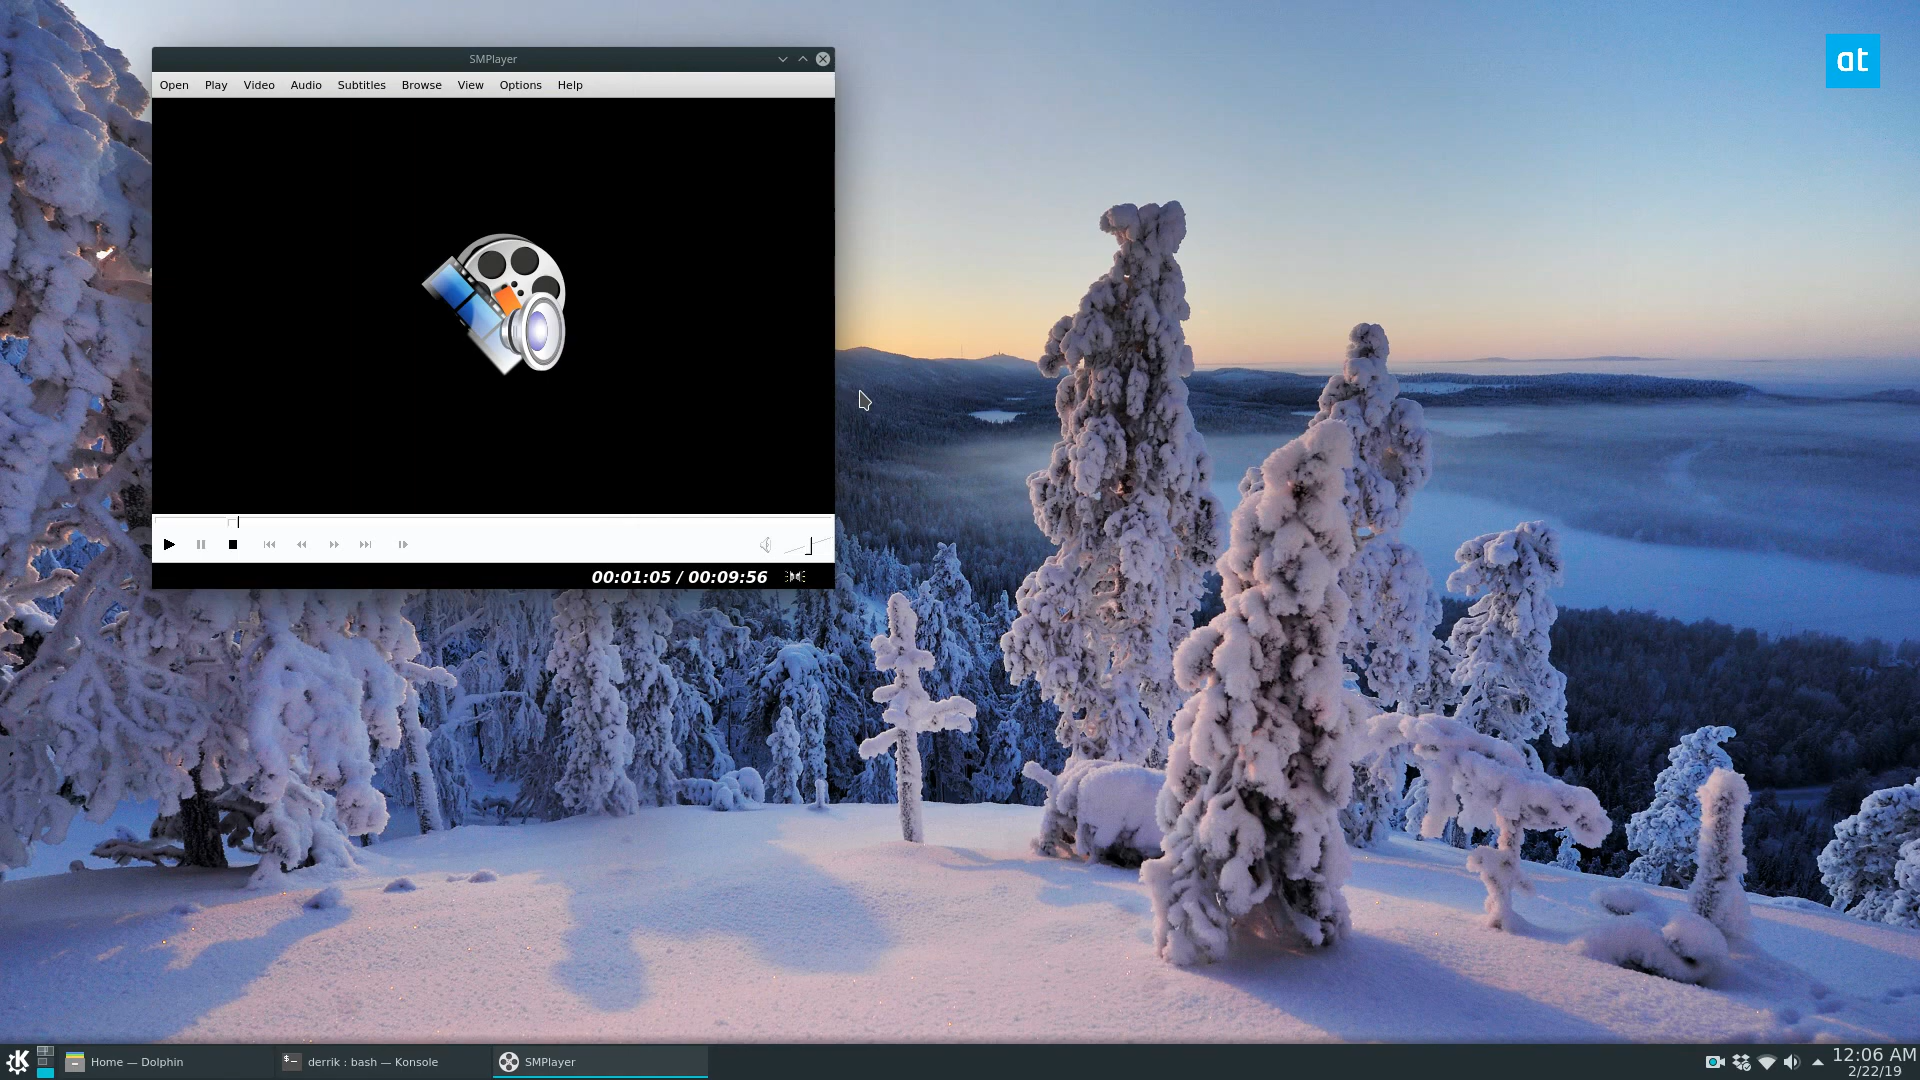 SMPlayer
Open Play Video Audio Subtitles Browse View Options Help
at
00:01:05 / 00:09:56
Home — Dolphin
derrik : bash — Konsole
SMPlayer
12:06 AM
2/22/19